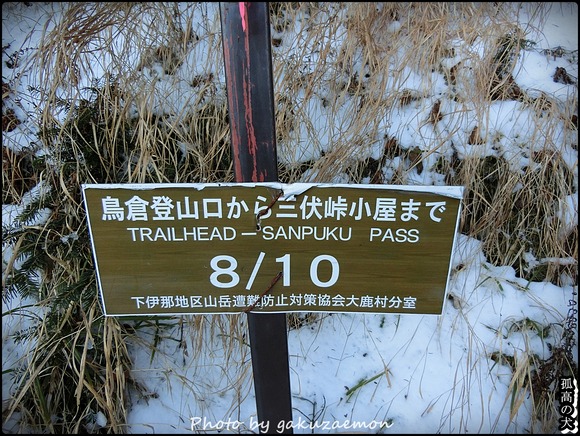 鳥倉登山口から三伏峠小屋まで
TRAILHEAD－SANPUKU PASS
8/10
下伊那地区山岳遭難防止対策協会大鹿村分室
Photo by gakuzaemon
孤高の犬